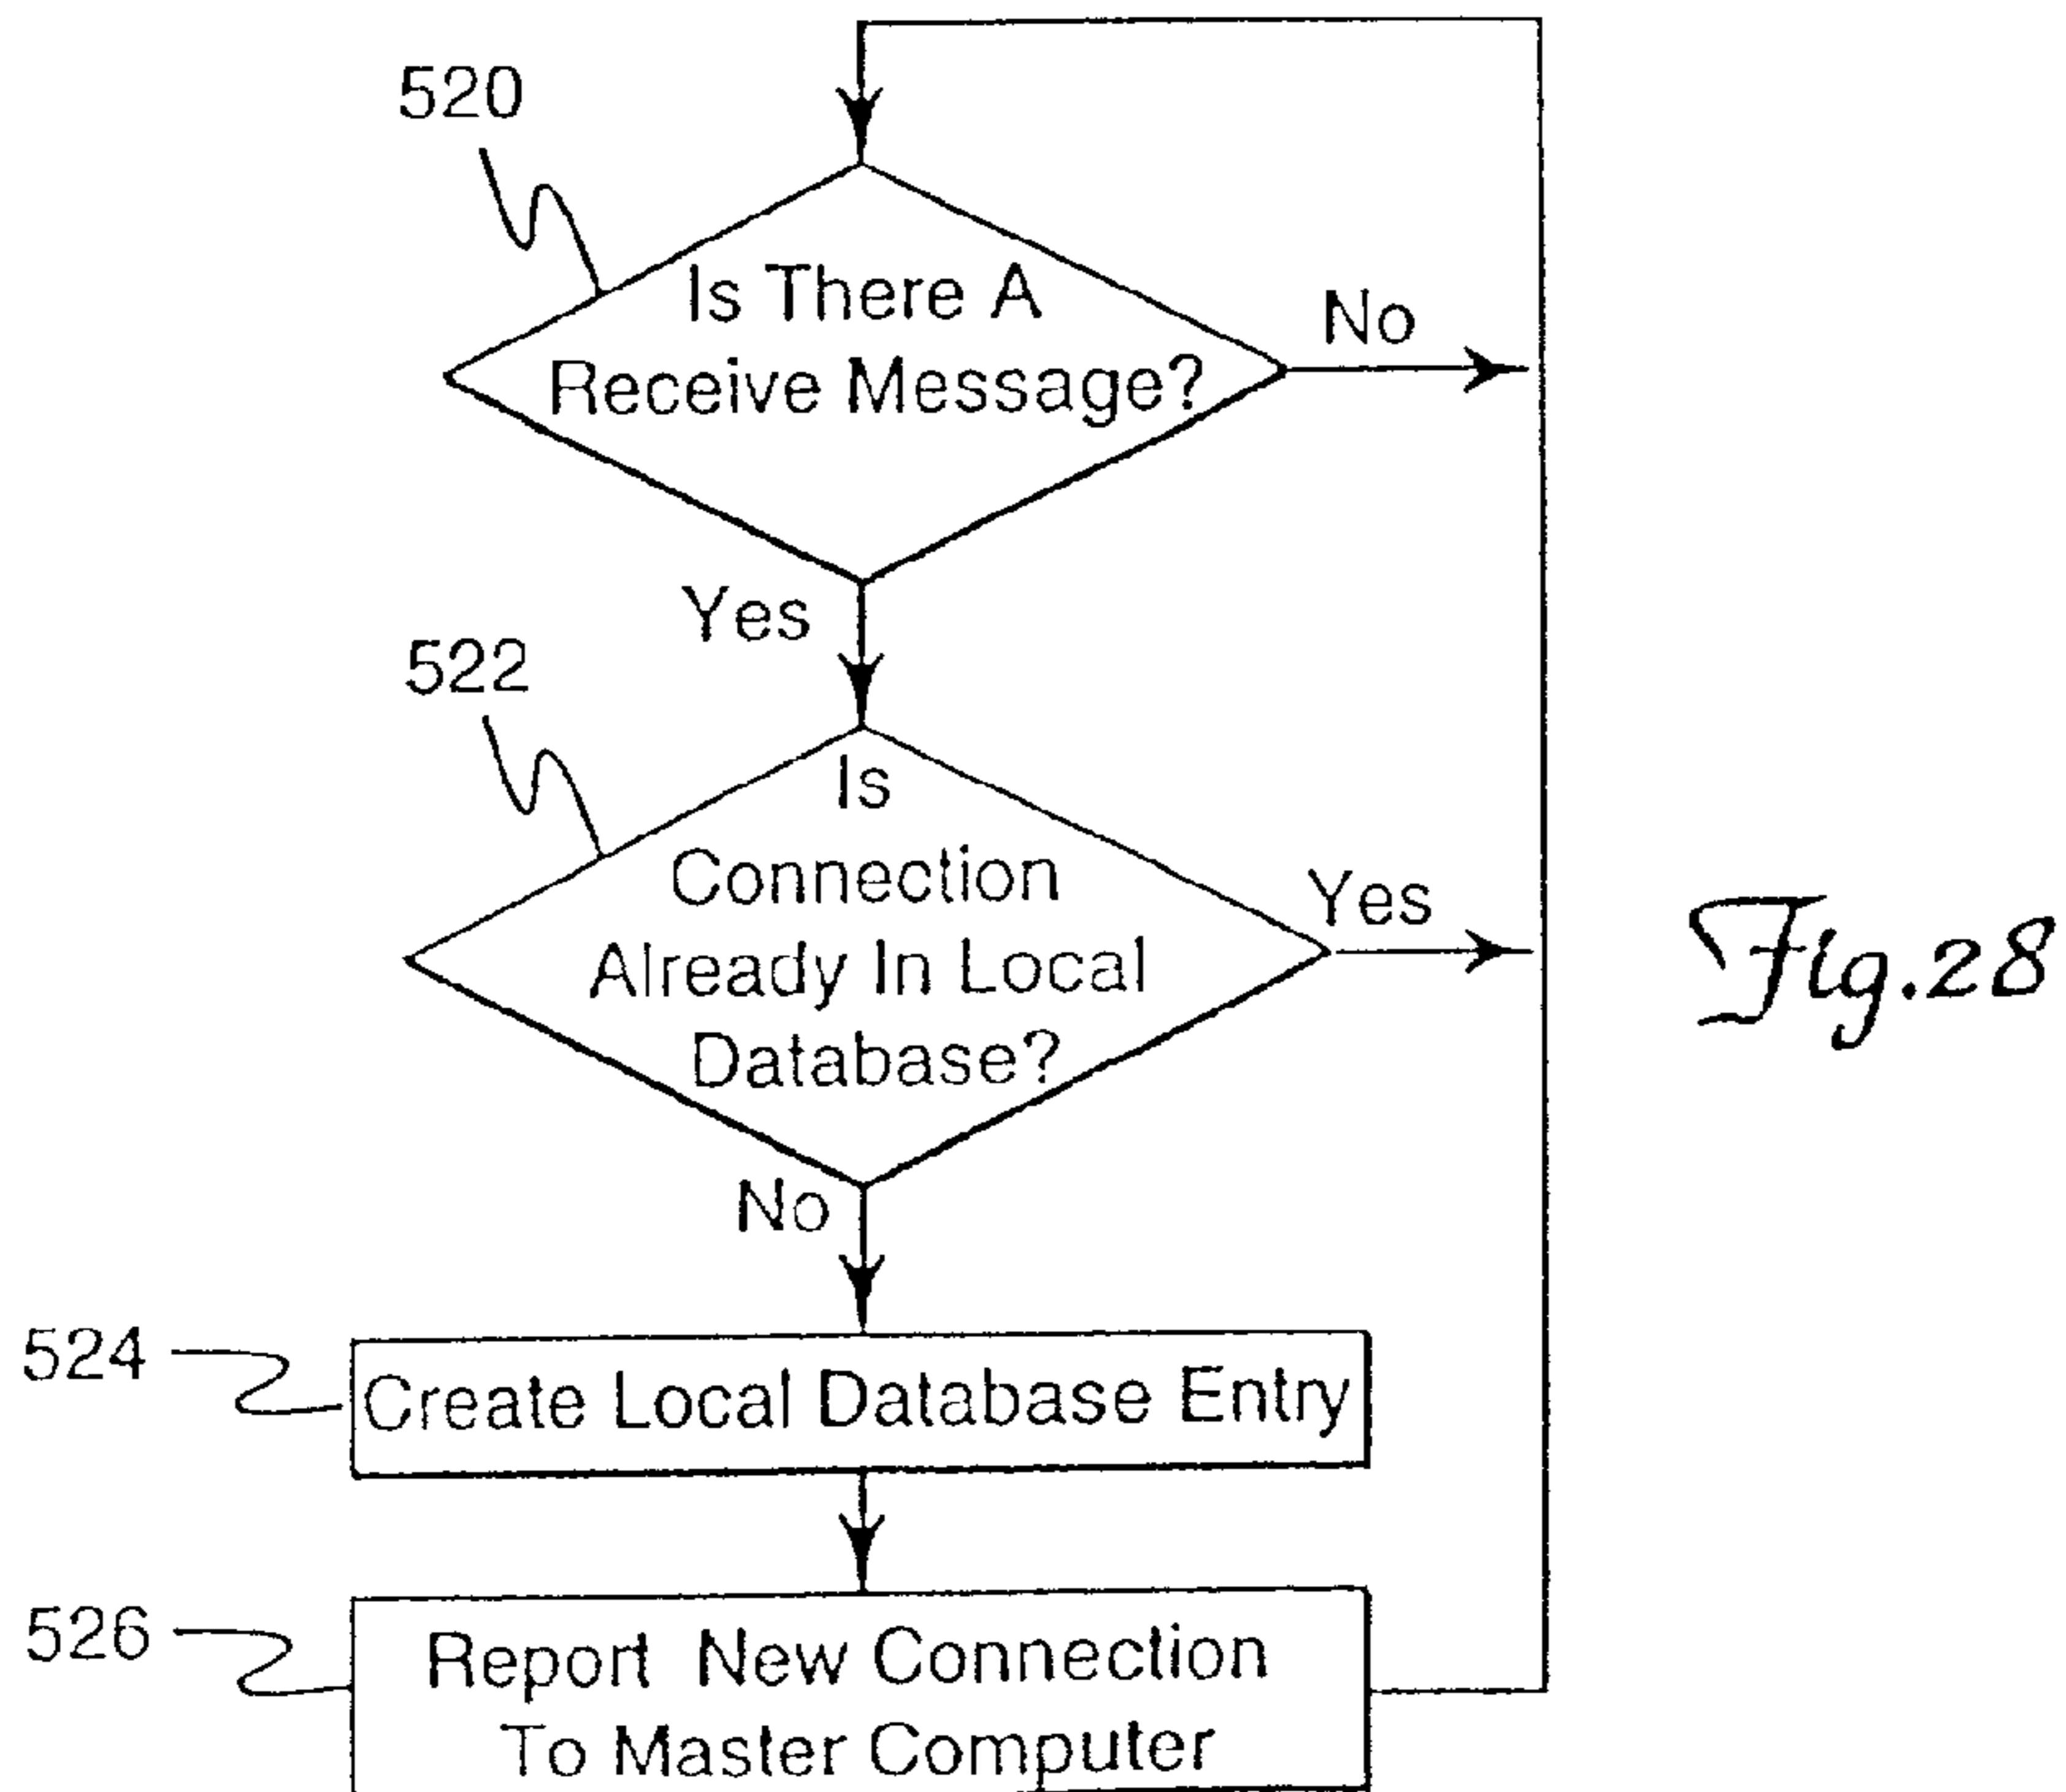 520
Is There A
Receive Message?
No
Yes
522
Is
Connection
Already In Local
Database?
Yes
No
Fig.28
524
Create Local Database Entry
526
Report New Connection
To Master Computer